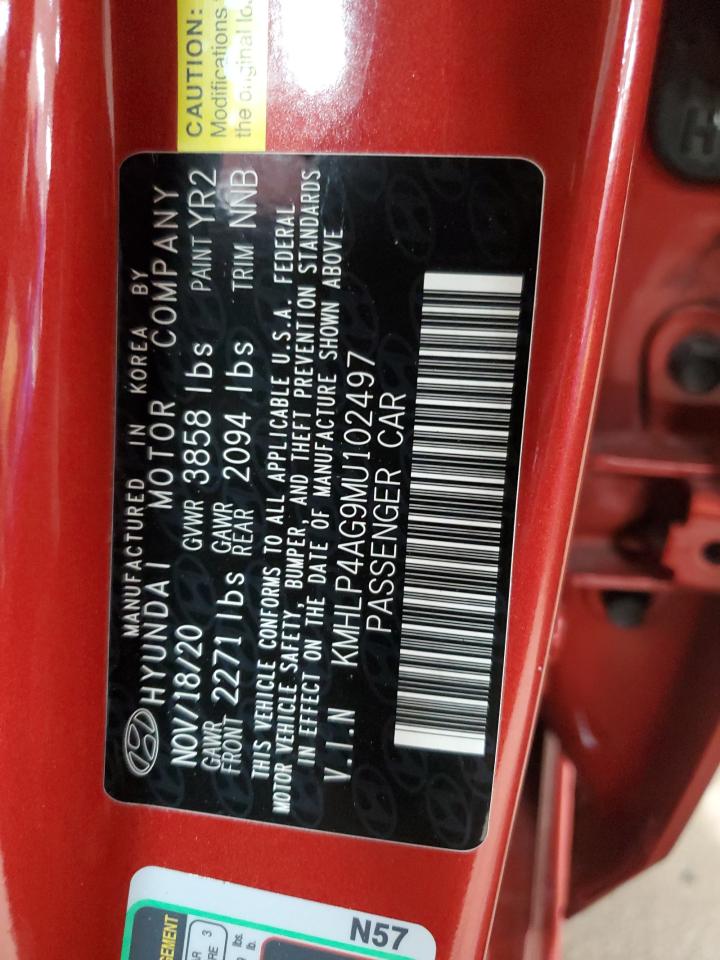 CAUTION:
Modifications
the original
MANUFACTURED IN KOREA BY
HYUNDAI MOTOR COMPANY
NOV/18/20 GVWR 3858 lbs PAINT YR2
GAWR FRONT 2271 lbs GAWR REAR 2094 lbs TRIM NNB
THIS VEHICLE CONFORMS TO ALL APPLICABLE U.S.A. FEDERAL
MOTOR VEHICLE SAFETY, BUMPER, AND THEFT PREVENTION STANDARDS
IN EFFECT ON THE DATE OF MANUFACTURE SHOWN ABOVE
V.I.N KMHLP4AG9MU102497
PASSENGER CAR
N57